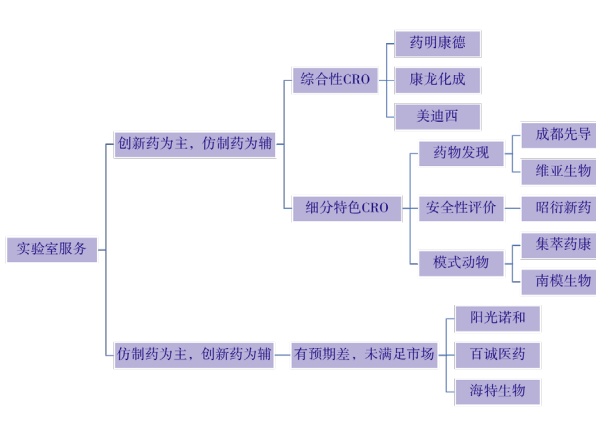 药明康德
综合性CRO
康龙化成
美迪西
创新药为主，仿制药为辅
成都先导
药物发现
维亚生物
细分特色CRO
安全性评价
昭衍新药
实验室服务
集萃药康
模式动物
南模生物
阳光诺和
仿制药为主，创新药为辅
有预期差，未满足市场
百诚医药
海特生物